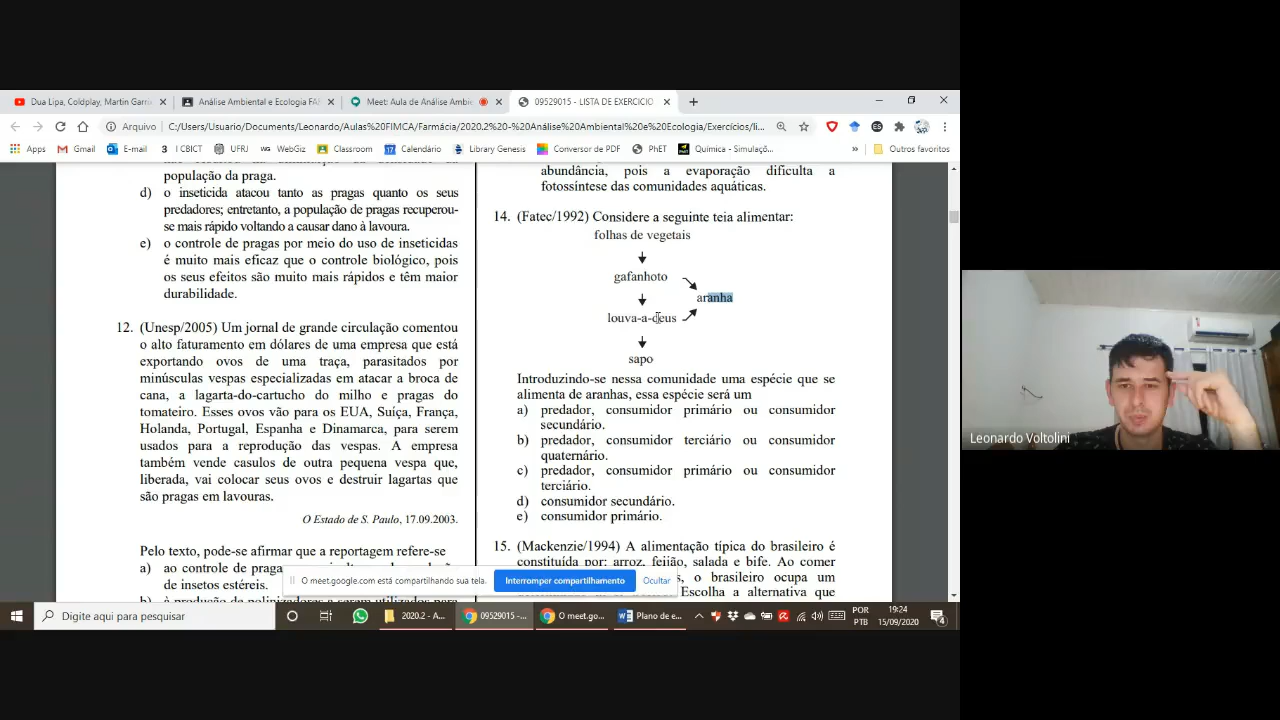 Dua Lipa, Coldplay, Martin Garri
Análise Ambiental e Ecologia FAR
Meet: Aula de Análise Ambie
09529015 - LISTA DE EXERCICIO
Arquivo
C:/Users/Usuario/Documents/Leonardo/Aulas%20FIMCA/Farmácia/2020.2%20-%20Análise%20Ambiental%20e%20Ecologia/Exercícios/li...
Apps Gmail E-mail I CBICT UFRJ WebGiz Classroom Calendário Library Genesis Conversor de PDF PhET Química - Simulaçõ... » Outros favoritos
população da praga.
d) o inseticida atacou tanto as pragas quanto os seus
predadores; entretanto, a população de pragas recuperou-
se mais rápido voltando a causar dano à lavoura.
e) o controle de pragas por meio do uso de inseticidas
é muito mais eficaz que o controle biológico, pois
os seus efeitos são muito mais rápidos e têm maior
durabilidade.
12. (Unesp/2005) Um jornal de grande circulação comentou
o alto faturamento em dólares de uma empresa que está
exportando ovos de uma traça, parasitados por
minúsculas vespas especializadas em atacar a broca de
cana, a lagarta-do-cartucho do milho e pragas do
tomateiro. Esses ovos vão para os EUA, Suíça, França,
Holanda, Portugal, Espanha e Dinamarca, para serem
usados para a reprodução das vespas. A empresa
também vende casulos de outra pequena vespa que,
liberada, vai colocar seus ovos e destruir lagartas que
são pragas em lavouras.
O Estado de S. Paulo, 17.09.2003.
Pelo texto, pode-se afirmar que a reportagem refere-se
a) ao controle de praga
de insetos estéreis.
abundância, pois a evaporação dificulta a
fotossíntese das comunidades aquáticas.
14. (Fatec/1992) Considere a seguinte teia alimentar:
folhas de vegetais
gafanhoto
aranha
louva-a-deus
sapo
Introduzindo-se nessa comunidade uma espécie que se
alimenta de aranhas, essa espécie será um
a) predador, consumidor primário ou consumidor
secundário.
b) predador, consumidor terciário ou consumidor
quaternário.
c) predador, consumidor primário ou consumidor
terciário.
d) consumidor secundário.
e) consumidor primário.
15. (Mackenzie/1994) A alimentação típica do brasileiro é
constituída por: arroz, feijão, salada e bife. Ao comer
o brasileiro ocupa um
Escolha a alternativa que
O meet.google.com está compartilhando sua tela.
Interromper compartilhamento
Ocultar
Leonardo Voltolini
Digite aqui para pesquisar
2020.2 - A...
09529015 -...
O meet.go...
Plano de e...
POR
PTB
19:24
15/09/2020
4